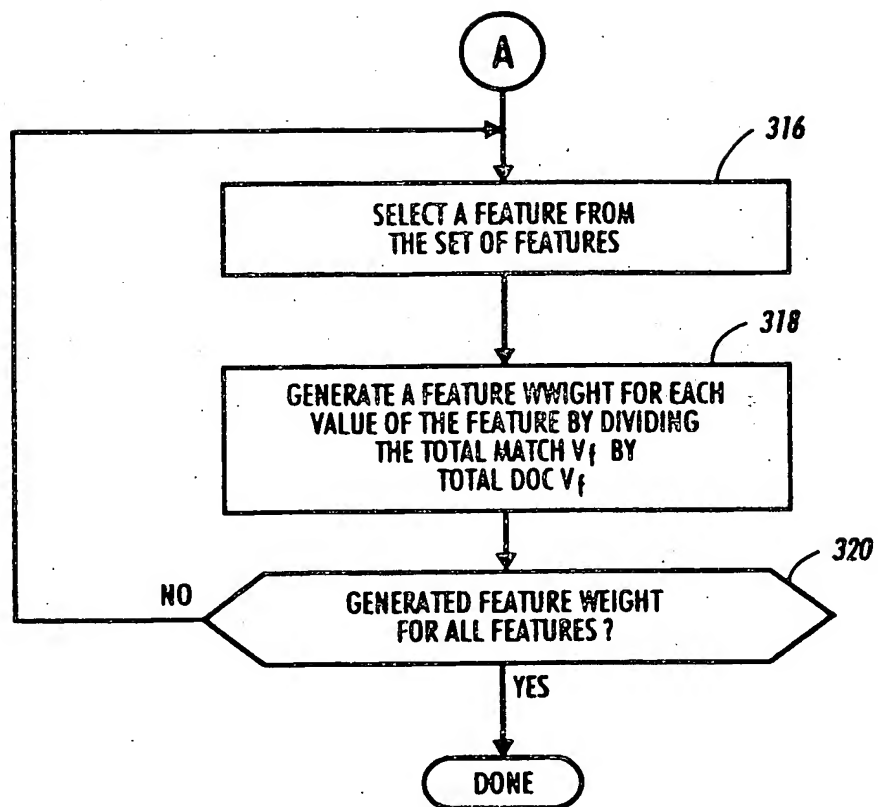 A
316
SELECT A FEATURE FROM
THE SET OF FEATURES
318
GENERATE A FEATURE WWIGHT FOR EACH
VALUE OF THE FEATURE BY DIVIDING
THE TOTAL MATCH Vf BY
TOTAL DOC Vf
320
NO
GENERATED FEATURE WEIGHT
FOR ALL FEATURES ?
YES
DONE